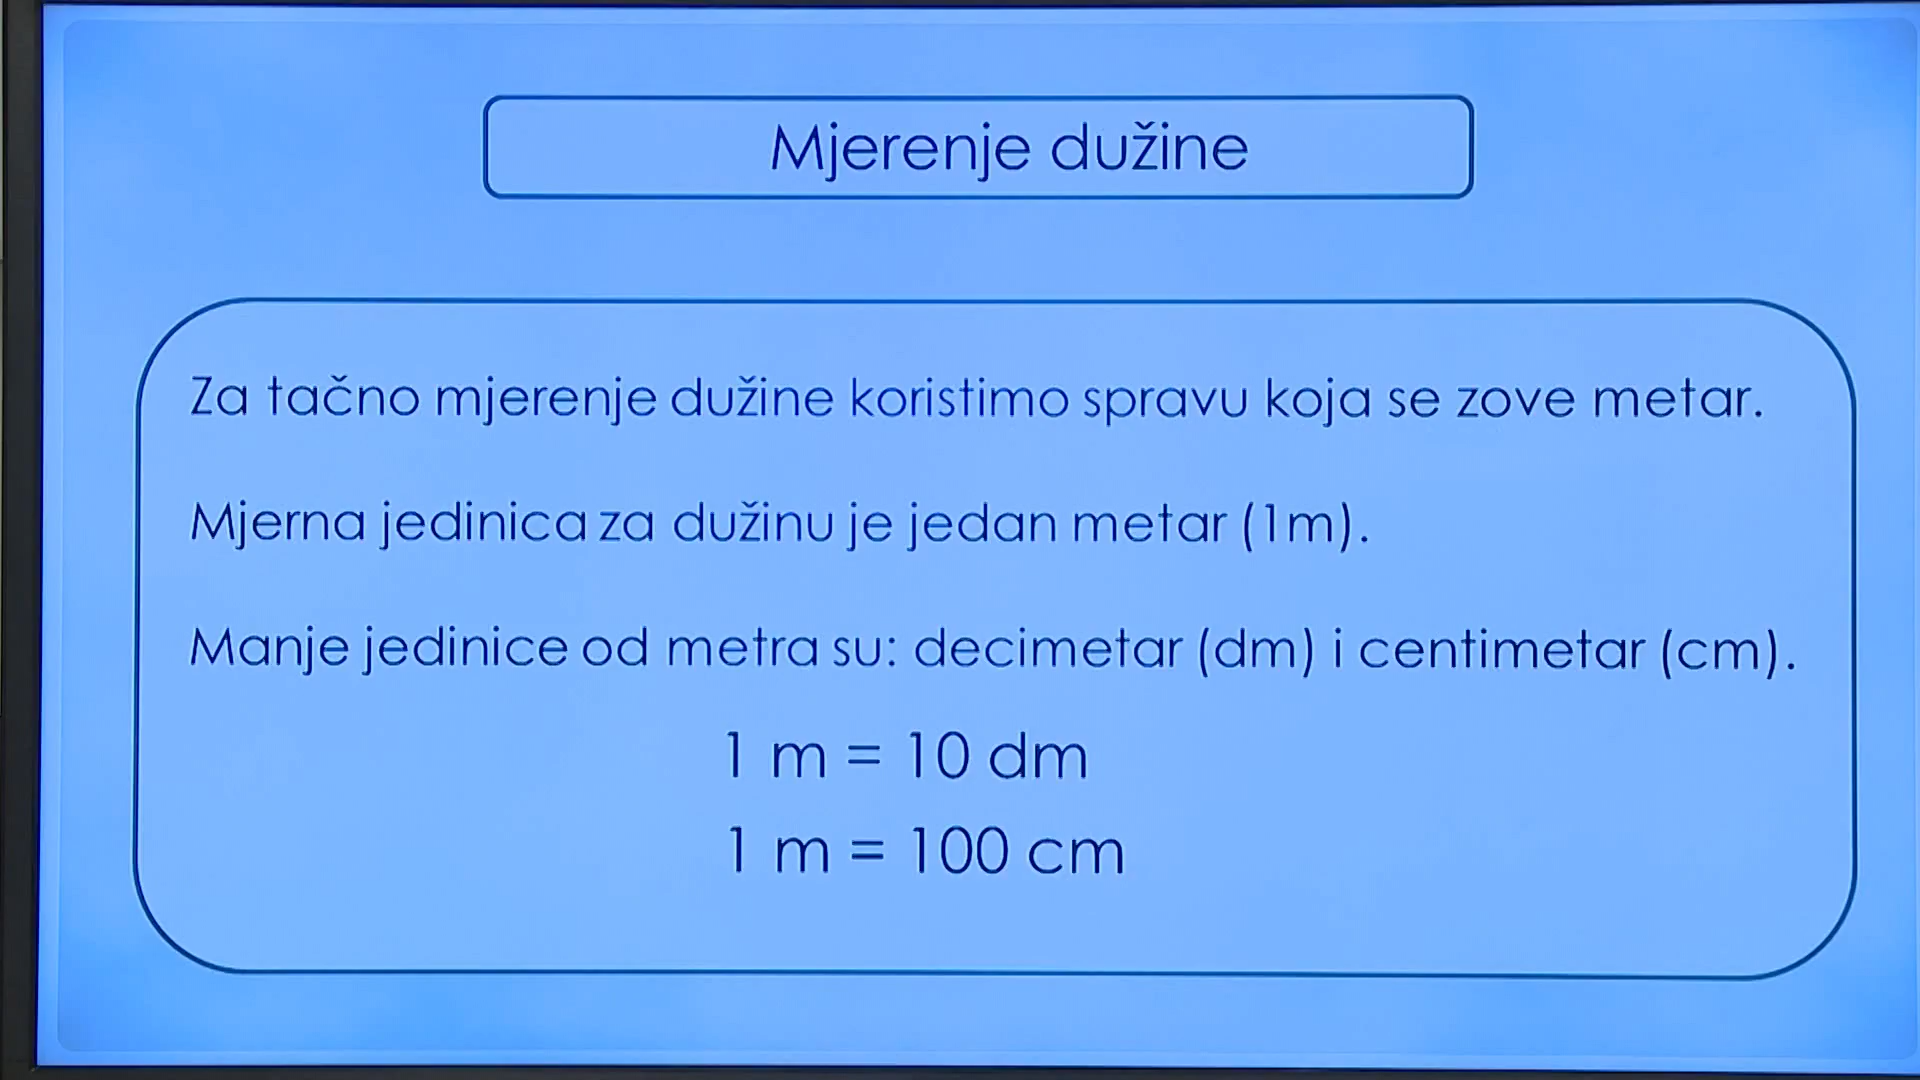 Mjerenje dužine
Za tačno mjerenje dužine koristimo spravu koja se zove metar.
Mjerna jedinica za dužinu je jedan metar (1m).
Manje jedinice od metra su: decimetar (dm) i centimetar (cm).
1 m = 10 dm
1 m = 100 cm